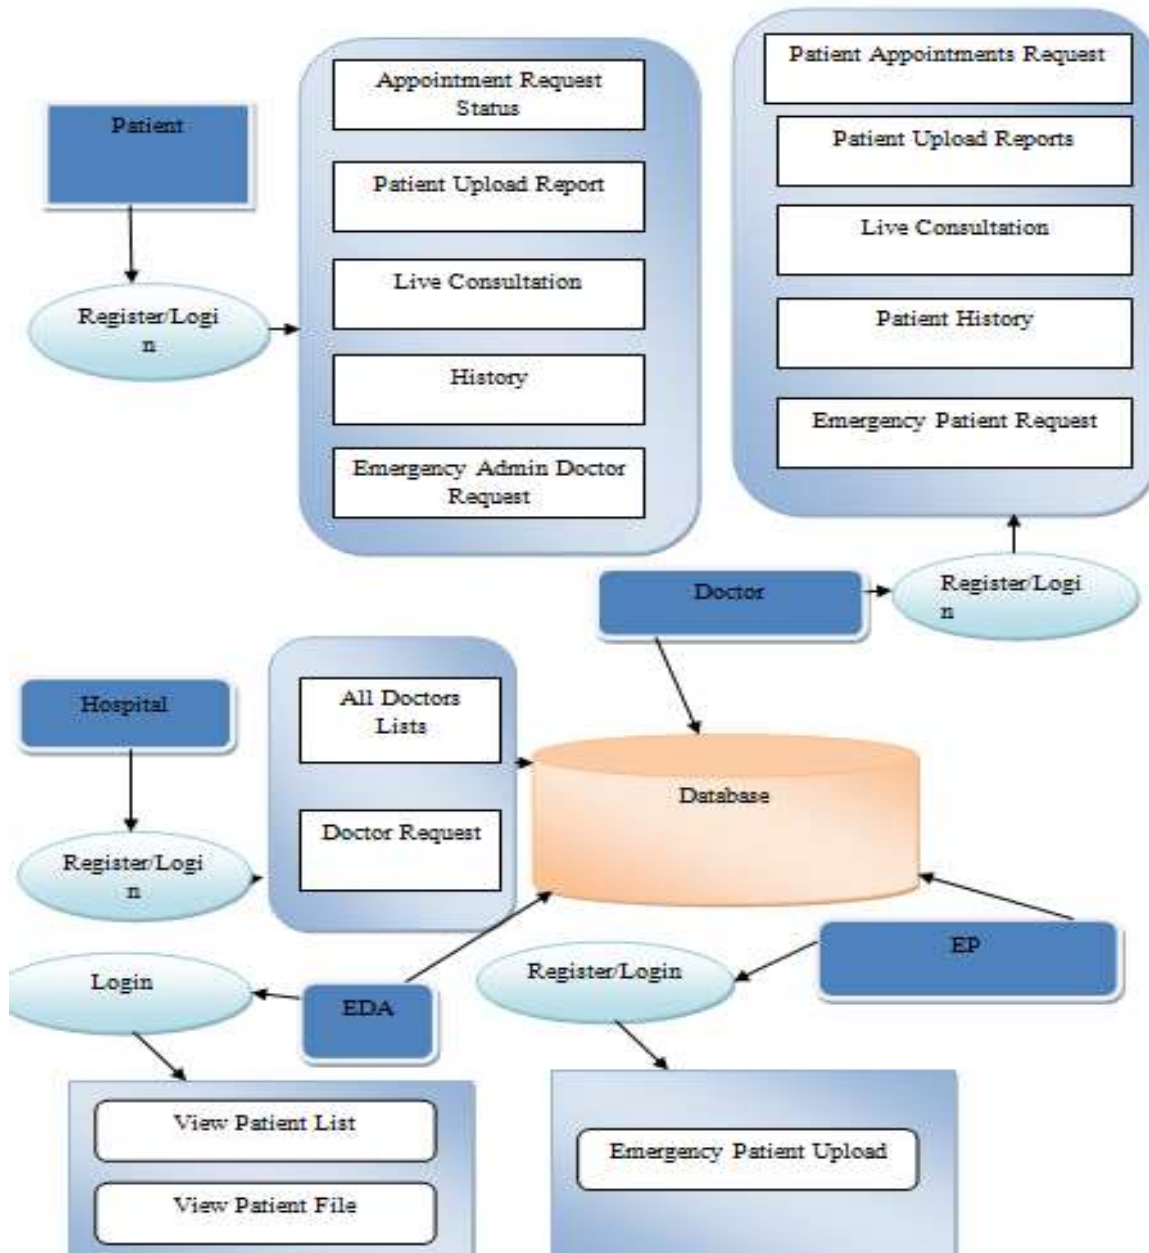 Patient
Register/Logi
n
Appointment Request
Status
Patient Upload Report
Live Consultation
History
Emergency Admin Doctor
Request
Patient Appointments Request
Patient Upload Reports
Live Consultation
Patient History
Emergency Patient Request
Doctor
Register/Logi
n
Hospital
Register/Logi
n
All Doctors
Lists
Doctor Request
Database
EP
Register/Login
EDA
Login
View Patient List
View Patient File
Emergency Patient Upload